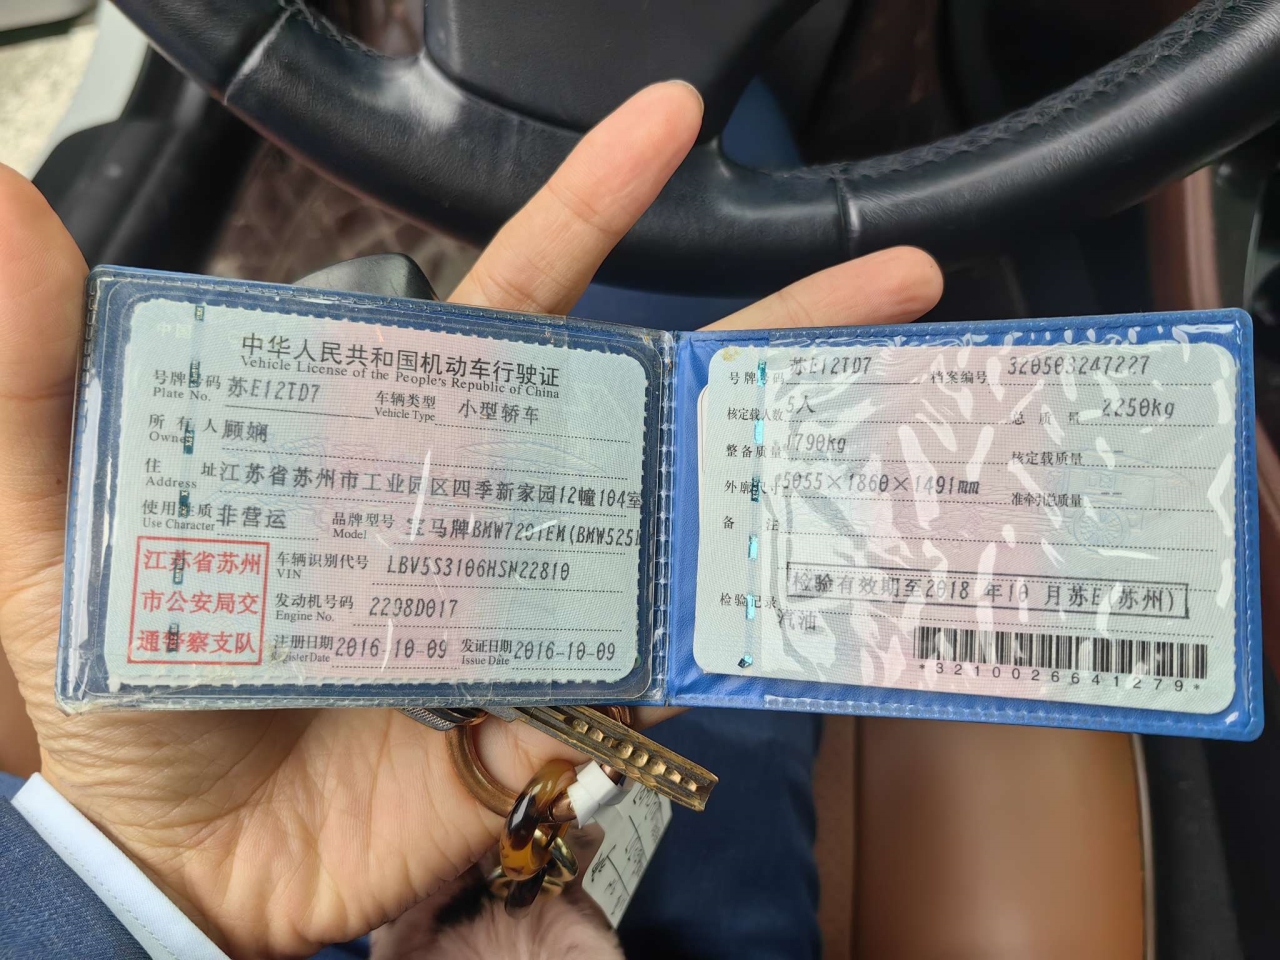 中国
中华人民共和国机动车行驶证
Vehicle License of the People's Republic of China
号牌号码 苏E12TD7 车辆类型 小型轿车
Plate No. Vehicle Type
所有人 顾娴
Owner
住址 江苏省苏州市工业园区四季新家园12幢104室
Address
使用性质 非营运 品牌型号 宝马牌BMW7201EM(BMW525L
Use Character Model
江苏省苏州
市公安局交
通警察支队
车辆识别代号 LBV5S3106HSM22810
VIN
发动机号码 2298D017
Engine No.
注册日期 2016-10-09 发证日期 2016-10-09
Register Date Issue Date
号牌号码 苏E12TD7 档案编号 320503247227
核定载人数 5人 总质量 2250kg
整备质量 1790kg 核定载质量 --
外廓尺寸 5055×1860×1491mm 准牵引总质量 --
备注
检验有效期至2018年10月苏E(苏州)
检验记录
汽油
*3210026641279.*